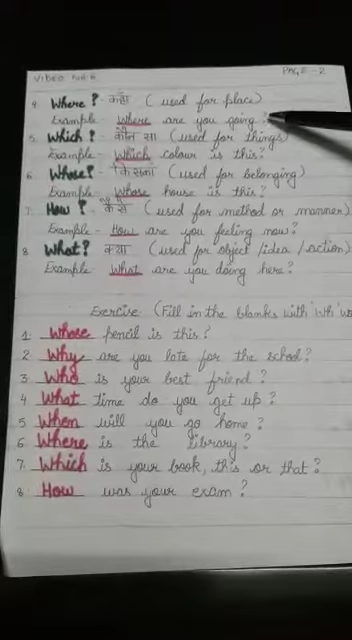 VIDEO NO.6 PAGE-2
4. Where? कहाँ (used for place)
Example - Where are you going?
5. Which? कौन सा (used for things)
Example - Which colour is this?
6. Whose? किसका (used for belonging)
Example - Whose house is this?
7. How? कैसे (used for method or manner)
Example - How are you feeling now?
8. What? क्या (used for object/idea/action)
Example - What are you doing here?
Exercise (Fill in the blanks with 'wh'
1. Whose pencil is this?
2. Why are you late for the school?
3. Who is your best friend?
4. What time do you get up?
5. When will you go home?
6. Where is the library?
7. Which is your book, this or that?
8. How was your exam?